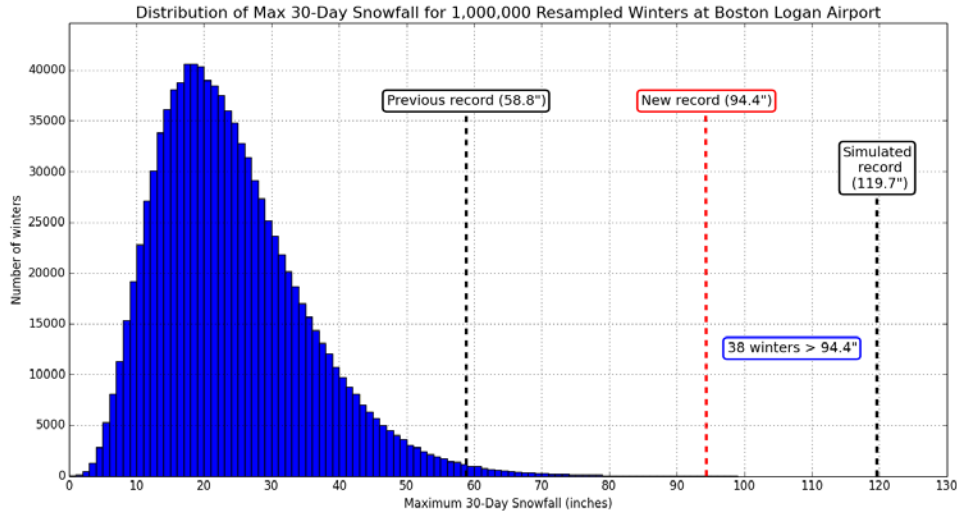 Distribution of Max 30-Day Snowfall for 1,000,000 Resampled Winters at Boston Logan Airport
Number of winters
40000
35000
30000
25000
20000
15000
10000
5000
0
Previous record (58.8")
New record (94.4")
Simulated
record
(119.7")
38 winters > 94.4"
0 10 20 30 40 50 60 70 80 90 100 110 120 130
Maximum 30-Day Snowfall (inches)